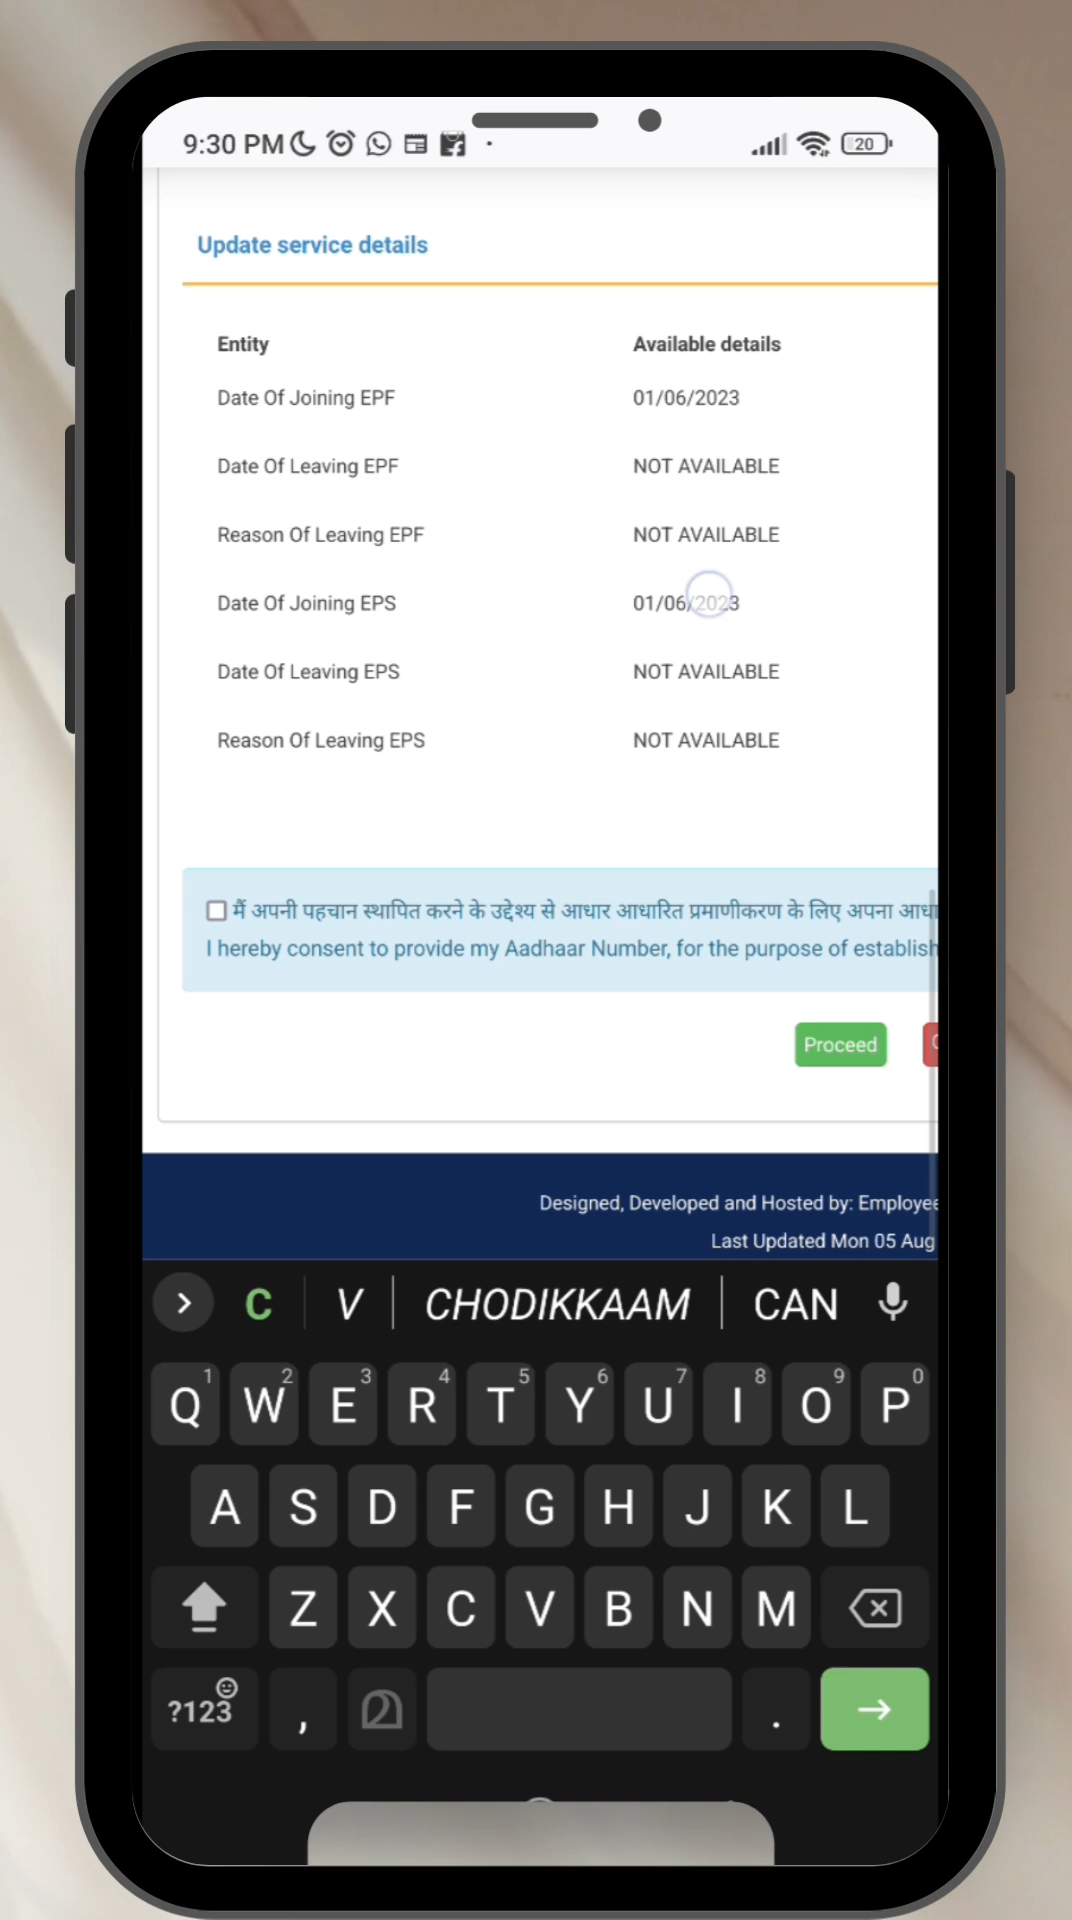 9:30 PM
20
Update service details
Entity Available details
Date Of Joining EPF 01/06/2023
Date Of Leaving EPF NOT AVAILABLE
Reason Of Leaving EPF NOT AVAILABLE
Date Of Joining EPS 01/06/2023
Date Of Leaving EPS NOT AVAILABLE
Reason Of Leaving EPS NOT AVAILABLE
मैं अपनी पहचान स्थापित करने के उद्देश्य से आधार आधारित प्रमाणीकरण के लिए अपना
I hereby consent to provide my Aadhaar Number, for the purpose of establish
Proceed
Designed, Developed and Hosted by: Employee
Last Updated Mon 05 Aug
C V CHODIKKAAM CAN
1 2 3 4 5 6 7 8 9 0
Q W E R T Y U I O P
A S D F G H J K L
Z X C V B N M
?123 , മ .